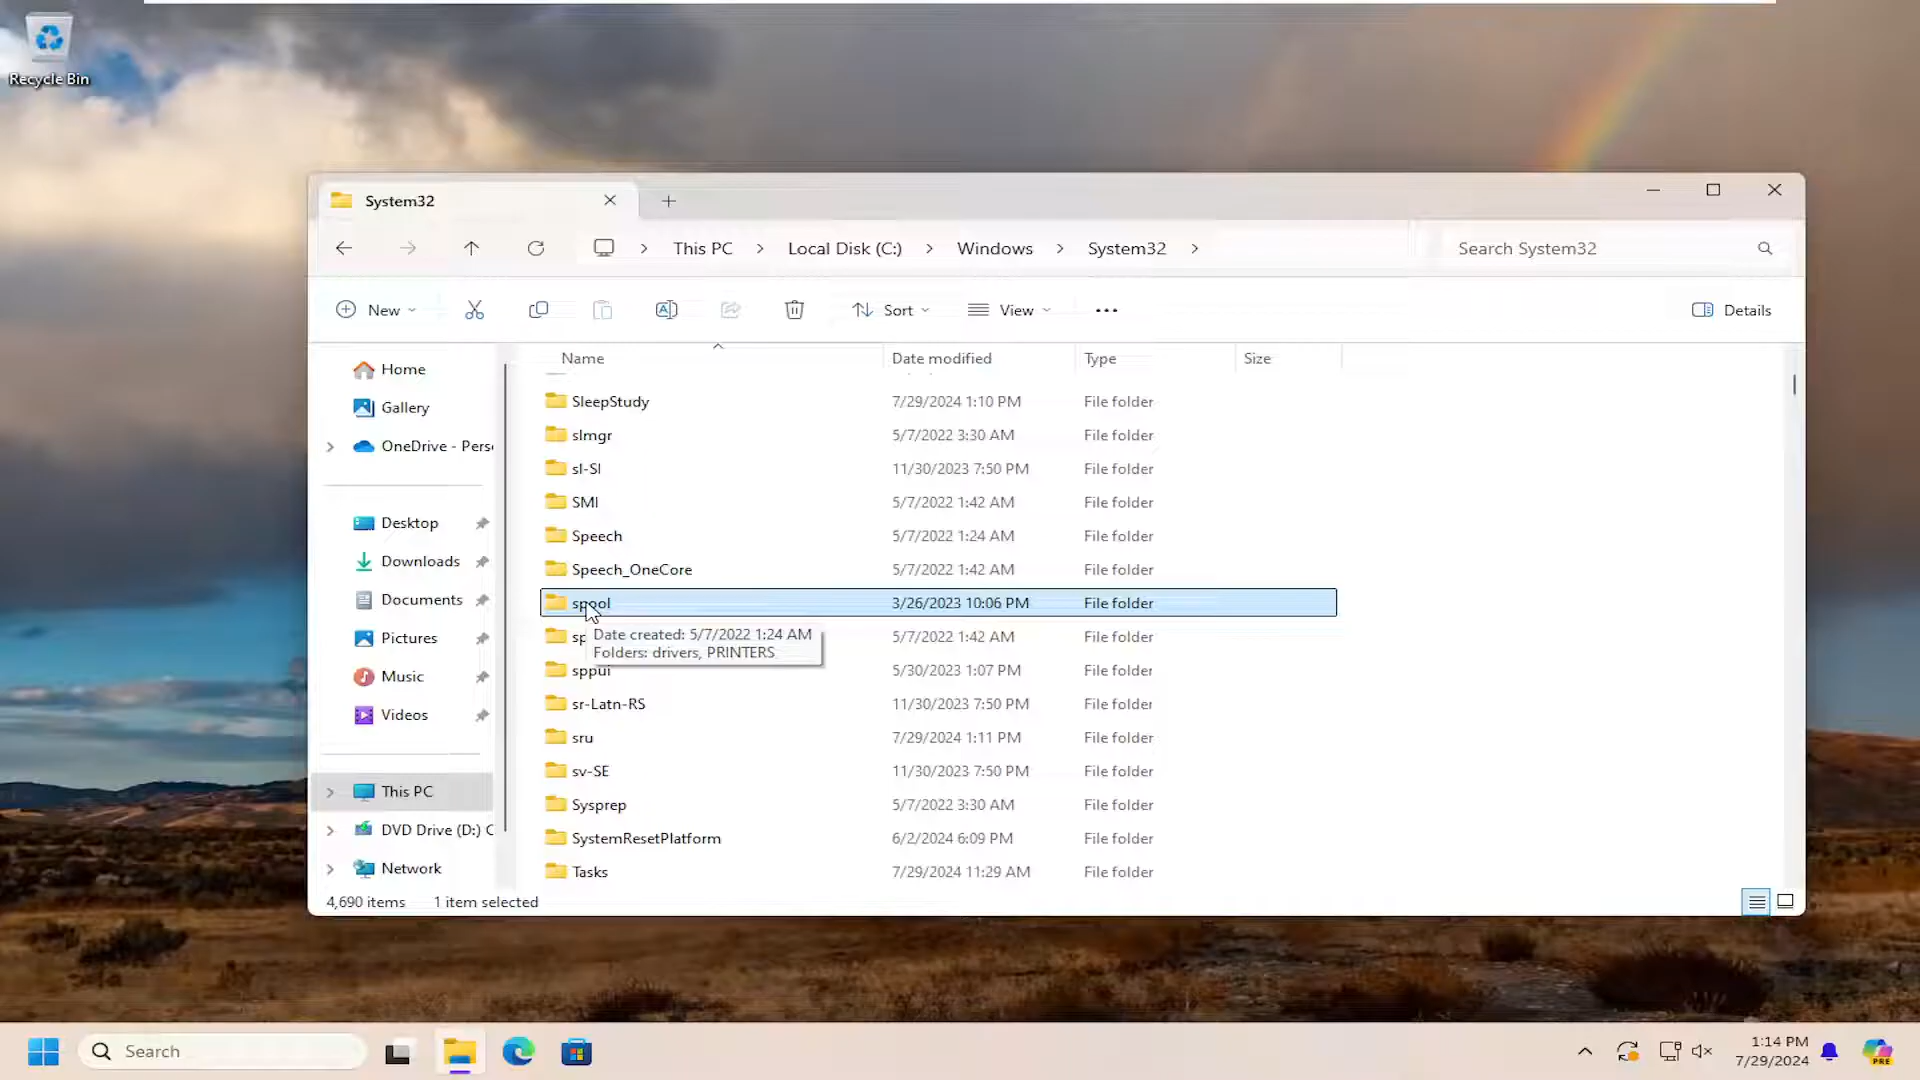 Recycle Bin
System32
This PC
Local Disk (C:)
Windows
System32
Search System32
New
Sort
View
Details
Name
Date modified
Type
Size
Home
Gallery
OneDrive - Pers
Desktop
Downloads
Documents
Pictures
Music
Videos
This PC
DVD Drive (D:) C
Network
SleepStudy 7/29/2024 1:10 PM File folder
slmgr 5/7/2022 3:30 AM File folder
sl-SI 11/30/2023 7:50 PM File folder
SMI 5/7/2022 1:42 AM File folder
Speech 5/7/2022 1:24 AM File folder
Speech_OneCore 5/7/2022 1:42 AM File folder
spool 3/26/2023 10:06 PM File folder
sp 5/7/2022 1:42 AM File folder
Date created: 5/7/2022 1:24 AM
Folders: drivers, PRINTERS
sppui 5/30/2023 1:07 PM File folder
sr-Latn-RS 11/30/2023 7:50 PM File folder
sru 7/29/2024 1:11 PM File folder
sv-SE 11/30/2023 7:50 PM File folder
Sysprep 5/7/2022 3:30 AM File folder
SystemResetPlatform 6/2/2024 6:09 PM File folder
Tasks 7/29/2024 11:29 AM File folder
4,690 items
1 item selected
Search
1:14 PM
7/29/2024
PRE